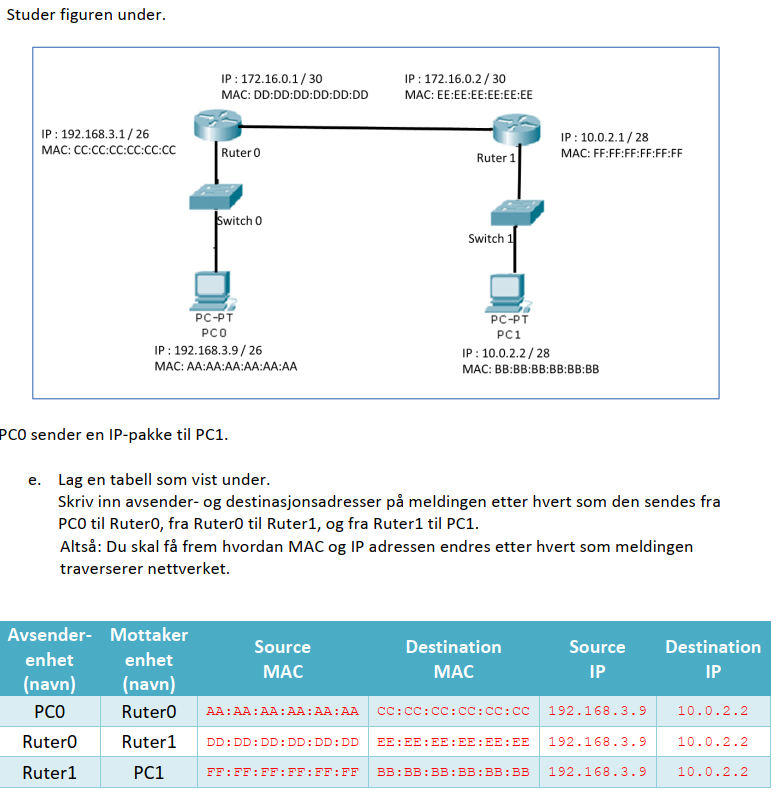 Studer figuren under.
IP : 172.16.0.1 / 30
MAC: DD:DD:DD:DD:DD:DD
IP : 172.16.0.2 / 30
MAC: EE:EE:EE:EE:EE:EE
IP : 192.168.3.1 / 26
MAC: CC:CC:CC:CC:CC:CC
Ruter 0
Ruter 1
IP : 10.0.2.1 / 28
MAC: FF:FF:FF:FF:FF:FF
Switch 0
Switch 1
PC-PT
PC0
IP : 192.168.3.9 / 26
MAC: AA:AA:AA:AA:AA:AA
PC-PT
PC1
IP : 10.0.2.2 / 28
MAC: BB:BB:BB:BB:BB:BB
PC0 sender en IP-pakke til PC1.
e. Lag en tabell som vist under.
Skriv inn avsender- og destinasjonsadresser på meldingen etter hvert som den sendes fra
PC0 til Ruter0, fra Ruter0 til Ruter1, og fra Ruter1 til PC1.
Altså: Du skal få frem hvordan MAC og IP adressen endres etter hvert som meldingen
traverserer nettverket.
Avsender-
enhet
(navn)
Mottaker
enhet
(navn)
Source
MAC
Destination
MAC
Source
IP
Destination
IP
PC0 Ruter0 AA:AA:AA:AA:AA:AA CC:CC:CC:CC:CC:CC 192.168.3.9 10.0.2.2
Ruter0 Ruter1 DD:DD:DD:DD:DD:DD EE:EE:EE:EE:EE:EE 192.168.3.9 10.0.2.2
Ruter1 PC1 FF:FF:FF:FF:FF:FF BB:BB:BB:BB:BB:BB 192.168.3.9 10.0.2.2